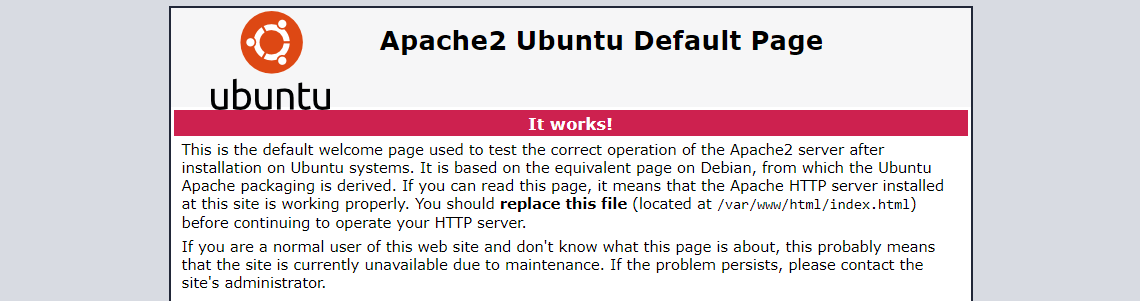 Apache2 Ubuntu Default Page
ubuntu
It works!
This is the default welcome page used to test the correct operation of the Apache2 server after
installation on Ubuntu systems. It is based on the equivalent page on Debian, from which the Ubuntu
Apache packaging is derived. If you can read this page, it means that the Apache HTTP server installed
at this site is working properly. You should replace this file (located at /var/www/html/index.html)
before continuing to operate your HTTP server.
If you are a normal user of this web site and don't know what this page is about, this probably means
that the site is currently unavailable due to maintenance. If the problem persists, please contact the
site's administrator.